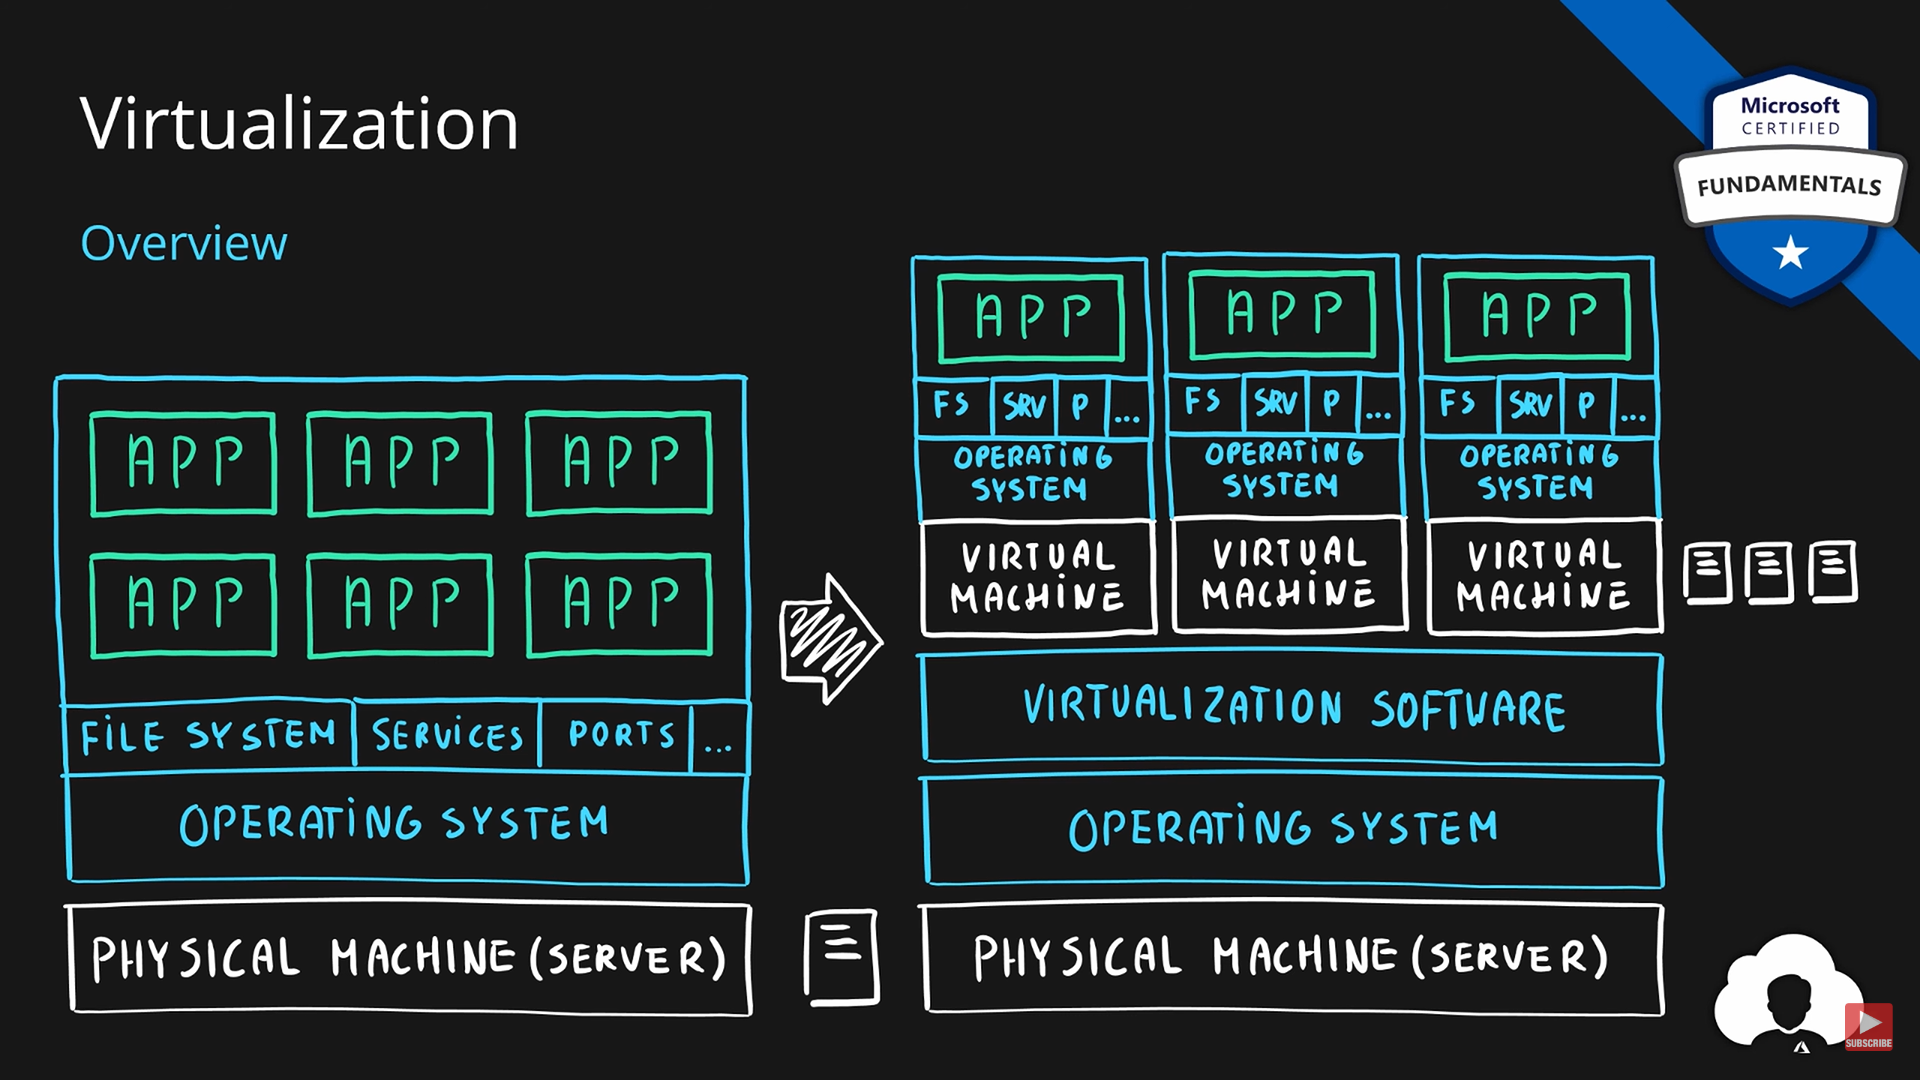 Virtualization
Overview
Microsoft
CERTIFIED
FUNDAMENTALS
APP APP APP
APP APP APP
FILE SYSTEM SERVICES PORTS ...
OPERATING SYSTEM
PHYSICAL MACHINE (SERVER)
APP APP APP
FS SRV P ... FS SRV P ... FS SRV P ...
OPERATING
SYSTEM
OPERATING
SYSTEM
OPERATING
SYSTEM
VIRTUAL
MACHINE
VIRTUAL
MACHINE
VIRTUAL
MACHINE
VIRTUALIZATION SOFTWARE
OPERATING SYSTEM
PHYSICAL MACHINE (SERVER)
SUBSCRIBE